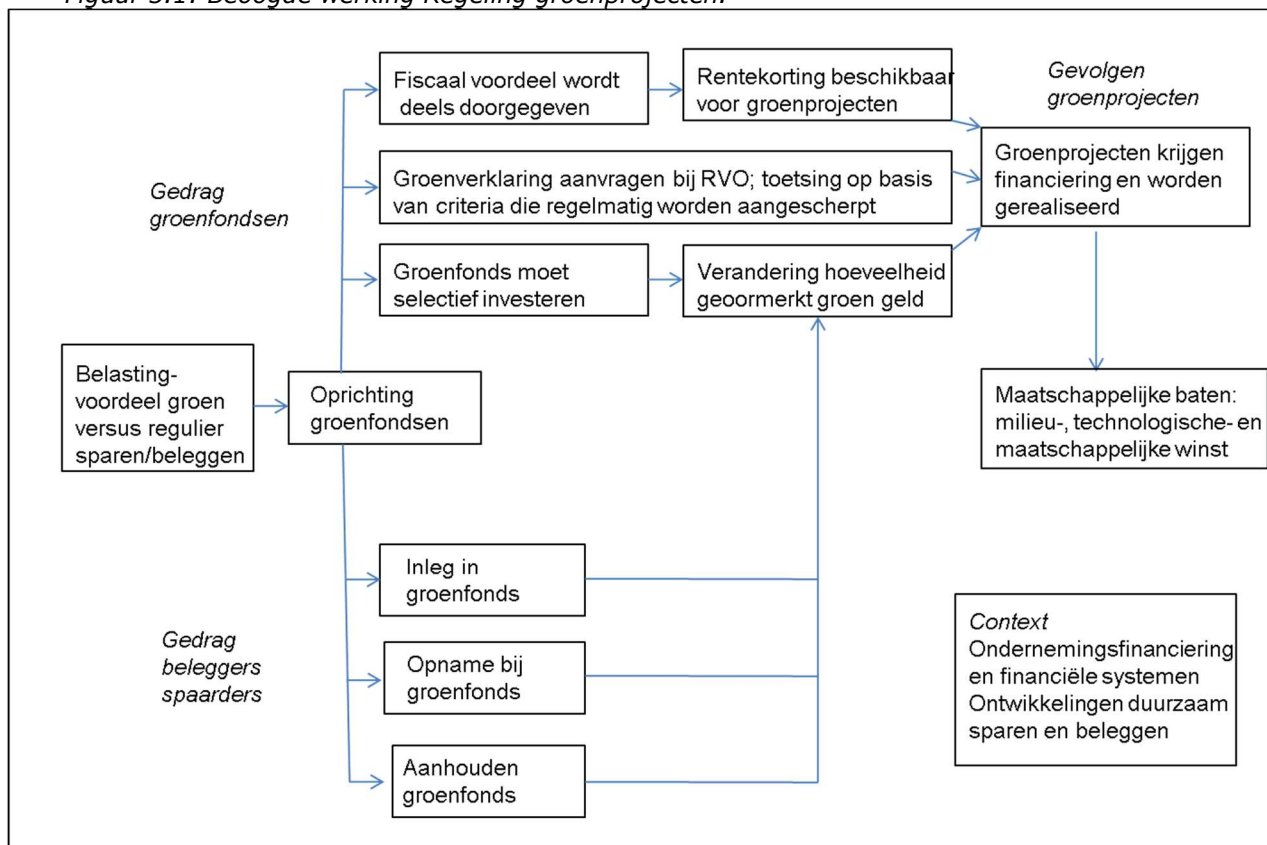 Figuur 3.1: Beoogde werking Regeling groenprojecten.
Fiscaal voordeel wordt
deels doorgegeven
Rentekorting beschikbaar
voor groenprojecten
Gevolgen
groenprojecten
Groenprojecten krijgen
financiering en worden
gerealiseerd
Gedrag
groenfondsen
Groenverklaring aanvragen bij RVO; toetsing op basis
van criteria die regelmatig worden aangescherpt
Groenfonds moet
selectief investeren
Verandering hoeveelheid
geoormerkt groen geld
Belasting-
voordeel groen
versus regulier
sparen/beleggen
Oprichting
groenfondsen
Maatschappelijke baten:
milieu-, technologische- en
maatschappelijke winst
Inleg in
groenfonds
Gedrag
beleggers
spaarders
Opname bij
groenfonds
Aanhouden
groenfonds
Context
Ondernemingsfinanciering
en financiële systemen
Ontwikkelingen duurzaam
sparen en beleggen